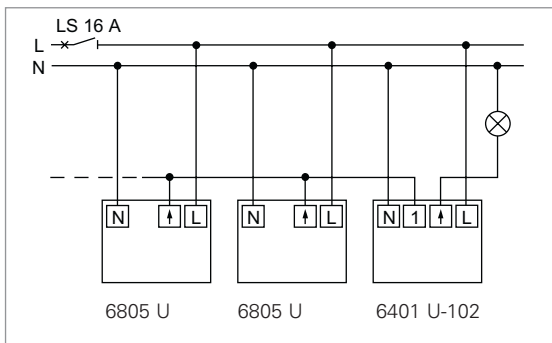 LS 16 A
L
N
N ↑ L N ↑ L N 1 ↑ L
6805 U 6805 U 6401 U-102